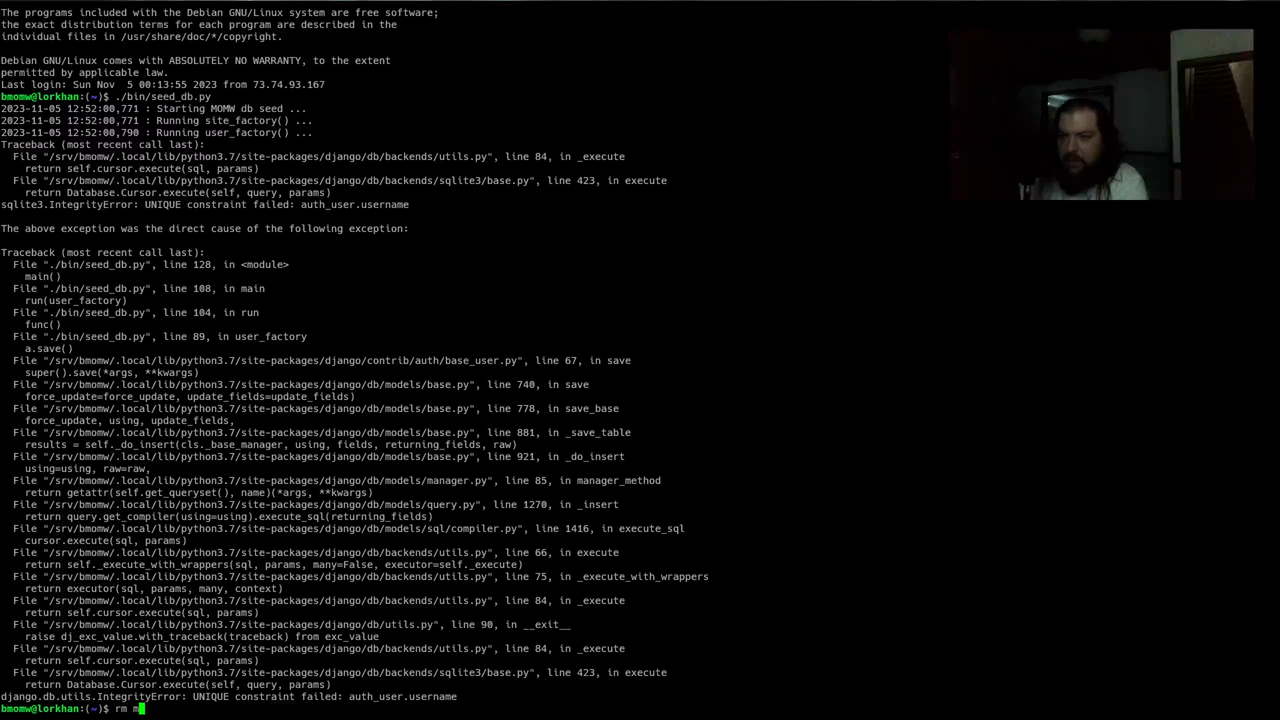 The programs included with the Debian GNU/Linux system are free software;
the exact distribution terms for each program are described in the
individual files in /usr/share/doc/*/copyright.
Debian GNU/Linux comes with ABSOLUTELY NO WARRANTY, to the extent
permitted by applicable law.
Last login: Sun Nov  5 00:13:55 2023 from 73.74.93.167
bmomw@lorkhan:(~)$ ./bin/seed_db.py
2023-11-05 12:52:00,771 : Starting MOMW db seed ...
2023-11-05 12:52:00,771 : Running site_factory() ...
2023-11-05 12:52:00,790 : Running user_factory() ...
Traceback (most recent call last):
  File "/srv/bmomw/.local/lib/python3.7/site-packages/django/db/backends/utils.py", line 84, in _execute
    return self.cursor.execute(sql, params)
  File "/srv/bmomw/.local/lib/python3.7/site-packages/django/db/backends/sqlite3/base.py", line 423, in execute
    return Database.Cursor.execute(self, query, params)
sqlite3.IntegrityError: UNIQUE constraint failed: auth_user.username
The above exception was the direct cause of the following exception:
Traceback (most recent call last):
  File "./bin/seed_db.py", line 128, in <module>
    main()
  File "./bin/seed_db.py", line 108, in main
    run(user_factory)
  File "./bin/seed_db.py", line 104, in run
    func()
  File "./bin/seed_db.py", line 89, in user_factory
    a.save()
  File "/srv/bmomw/.local/lib/python3.7/site-packages/django/contrib/auth/base_user.py", line 67, in save
    super().save(*args, **kwargs)
  File "/srv/bmomw/.local/lib/python3.7/site-packages/django/db/models/base.py", line 740, in save
    force_update=force_update, update_fields=update_fields)
  File "/srv/bmomw/.local/lib/python3.7/site-packages/django/db/models/base.py", line 778, in save_base
    force_update, using, update_fields,
  File "/srv/bmomw/.local/lib/python3.7/site-packages/django/db/models/base.py", line 881, in _save_table
    results = self._do_insert(cls._base_manager, using, fields, returning_fields, raw)
  File "/srv/bmomw/.local/lib/python3.7/site-packages/django/db/models/base.py", line 921, in _do_insert
    using=using, raw=raw,
  File "/srv/bmomw/.local/lib/python3.7/site-packages/django/db/models/manager.py", line 85, in manager_method
    return getattr(self.get_queryset(), name)(*args, **kwargs)
  File "/srv/bmomw/.local/lib/python3.7/site-packages/django/db/models/query.py", line 1270, in _insert
    return query.get_compiler(using=using).execute_sql(returning_fields)
  File "/srv/bmomw/.local/lib/python3.7/site-packages/django/db/models/sql/compiler.py", line 1416, in execute_sql
    cursor.execute(sql, params)
  File "/srv/bmomw/.local/lib/python3.7/site-packages/django/db/backends/utils.py", line 66, in execute
    return self._execute_with_wrappers(sql, params, many=False, executor=self._execute)
  File "/srv/bmomw/.local/lib/python3.7/site-packages/django/db/backends/utils.py", line 75, in _execute_with_wrappers
    return executor(sql, params, many, context)
  File "/srv/bmomw/.local/lib/python3.7/site-packages/django/db/backends/utils.py", line 84, in _execute
    return self.cursor.execute(sql, params)
  File "/srv/bmomw/.local/lib/python3.7/site-packages/django/db/utils.py", line 90, in __exit__
    raise dj_exc_value.with_traceback(traceback) from exc_value
  File "/srv/bmomw/.local/lib/python3.7/site-packages/django/db/backends/utils.py", line 84, in _execute
    return self.cursor.execute(sql, params)
  File "/srv/bmomw/.local/lib/python3.7/site-packages/django/db/backends/sqlite3/base.py", line 423, in execute
    return Database.Cursor.execute(self, query, params)
django.db.utils.IntegrityError: UNIQUE constraint failed: auth_user.username
bmomw@lorkhan:(~)$ rm m